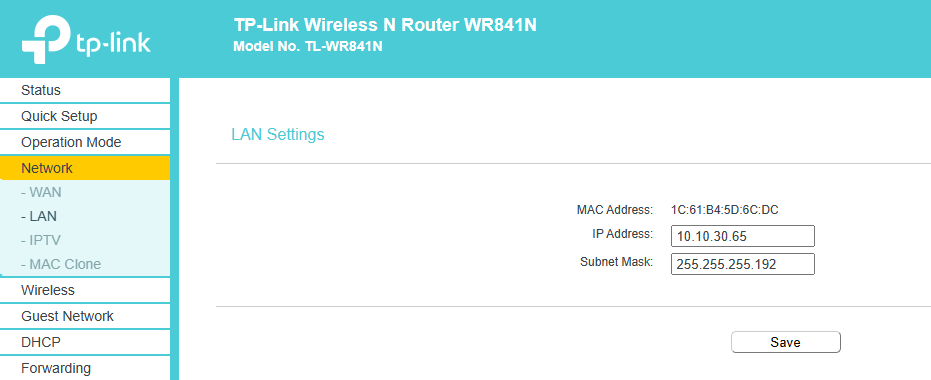 tp-link
TP-Link Wireless N Router WR841N
Model No. TL-WR841N
Status
Quick Setup
Operation Mode
Network
- WAN
- LAN
- IPTV
- MAC Clone
Wireless
Guest Network
DHCP
Forwarding
LAN Settings
MAC Address: 1C:61:B4:5D:6C:DC
IP Address: 10.10.30.65
Subnet Mask: 255.255.255.192
Save